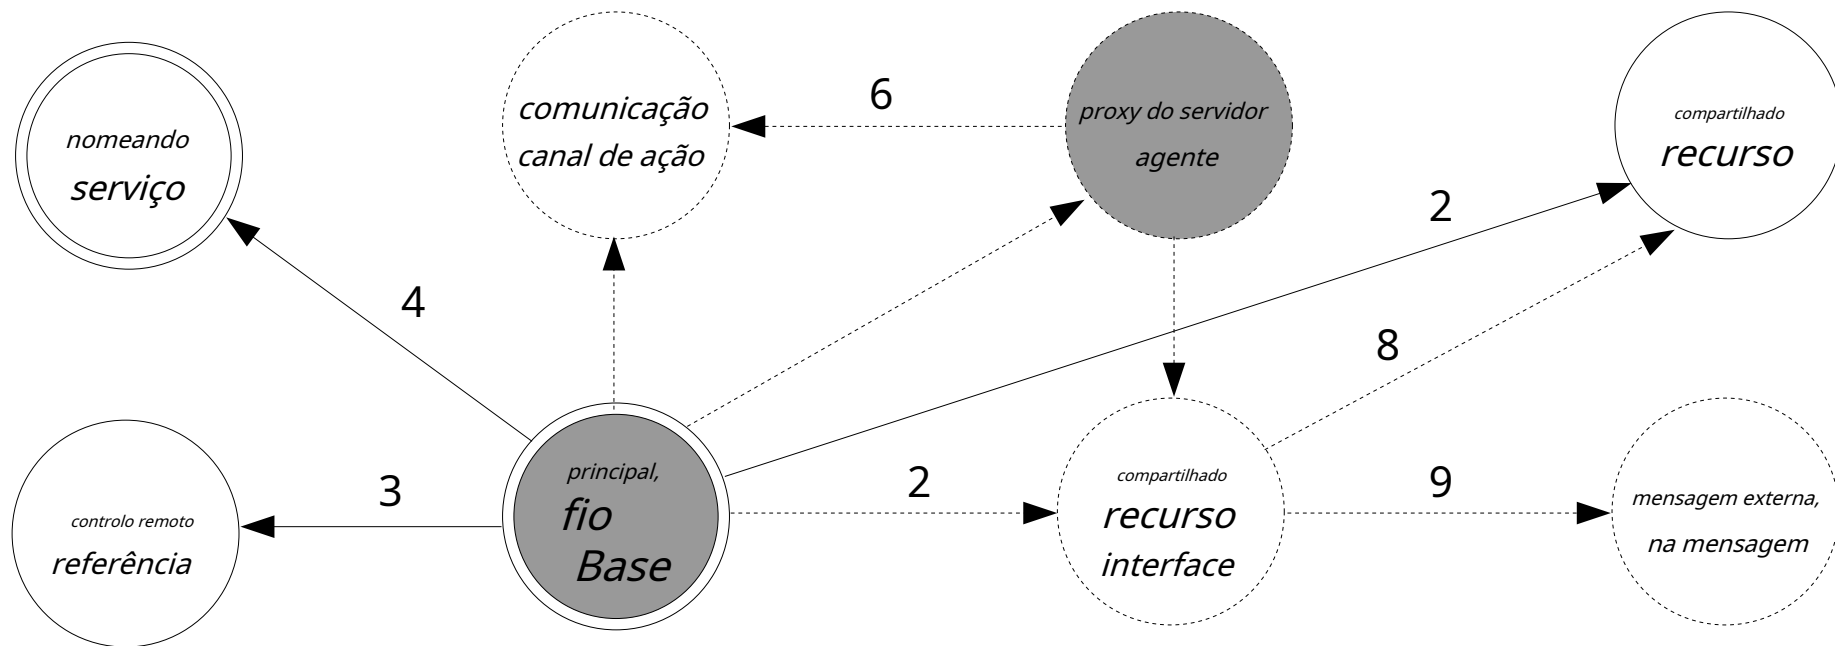 nomeando
serviço
comunicação
canal de ação
6
proxy do servidor
agente
compartilhado
recurso
2
4
8
controlo remoto
referência
3
principal,
fio
Base
2
compartilhado
recurso
interface
9
mensagem externa,
na mensagem